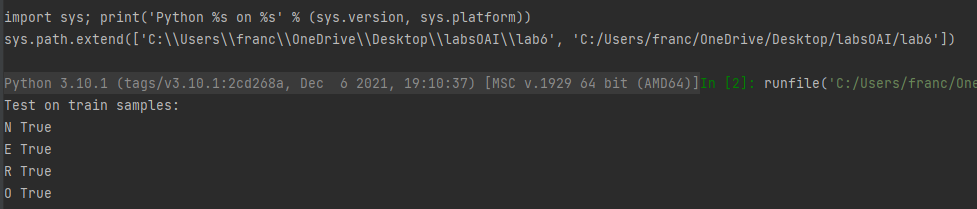 import sys; print('Python %s on %s' % (sys.version, sys.platform))
sys.path.extend(['C:\\Users\\franc\\OneDrive\\Desktop\\labsOAI\\lab6', 'C:/Users/franc/OneDrive/Desktop/labsOAI/lab6'])
Python 3.10.1 (tags/v3.10.1:2cd268a, Dec  6 2021, 19:10:37) [MSC v.1929 64 bit (AMD64)]In [2]: runfile('C:/Users/franc/One
Test on train samples:
N True
E True
R True
O True